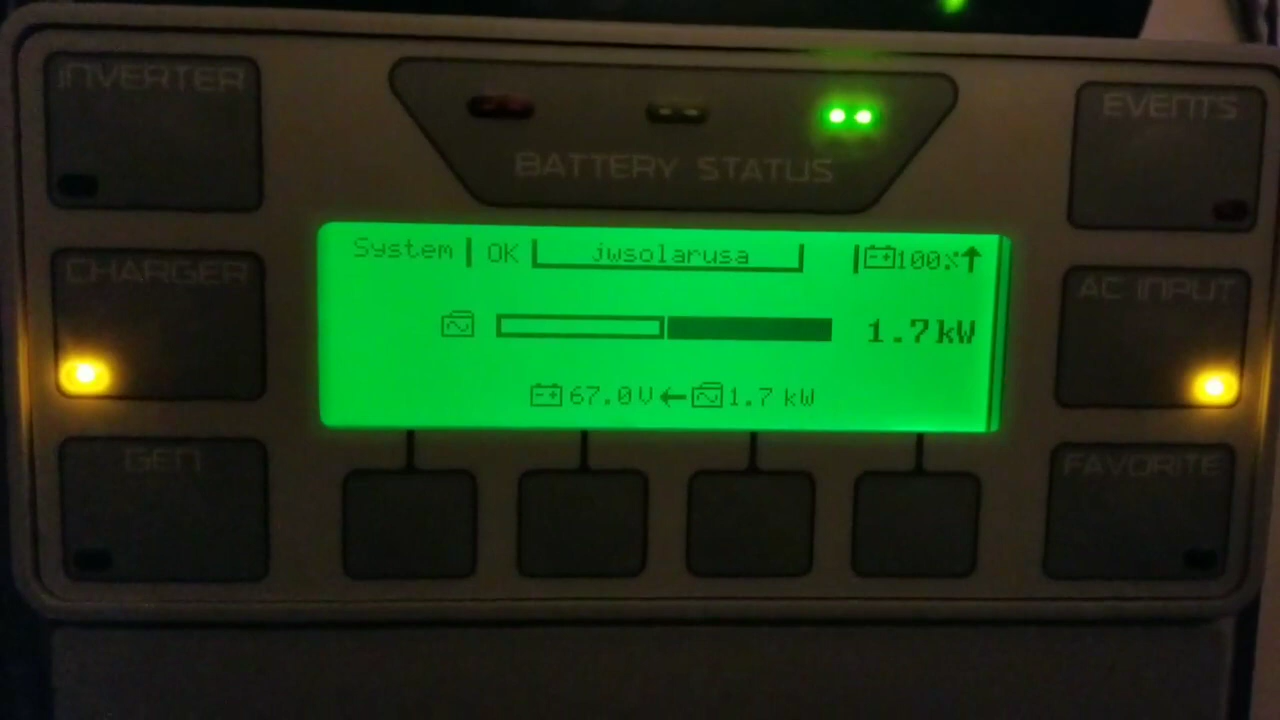 INVERTER
BATTERY STATUS
EVENTS
System | OK jwsolarusa 100%
CHARGER
AC INPUT
1.7kW
67.0V 1.7 kW
GEN
FAVORITE